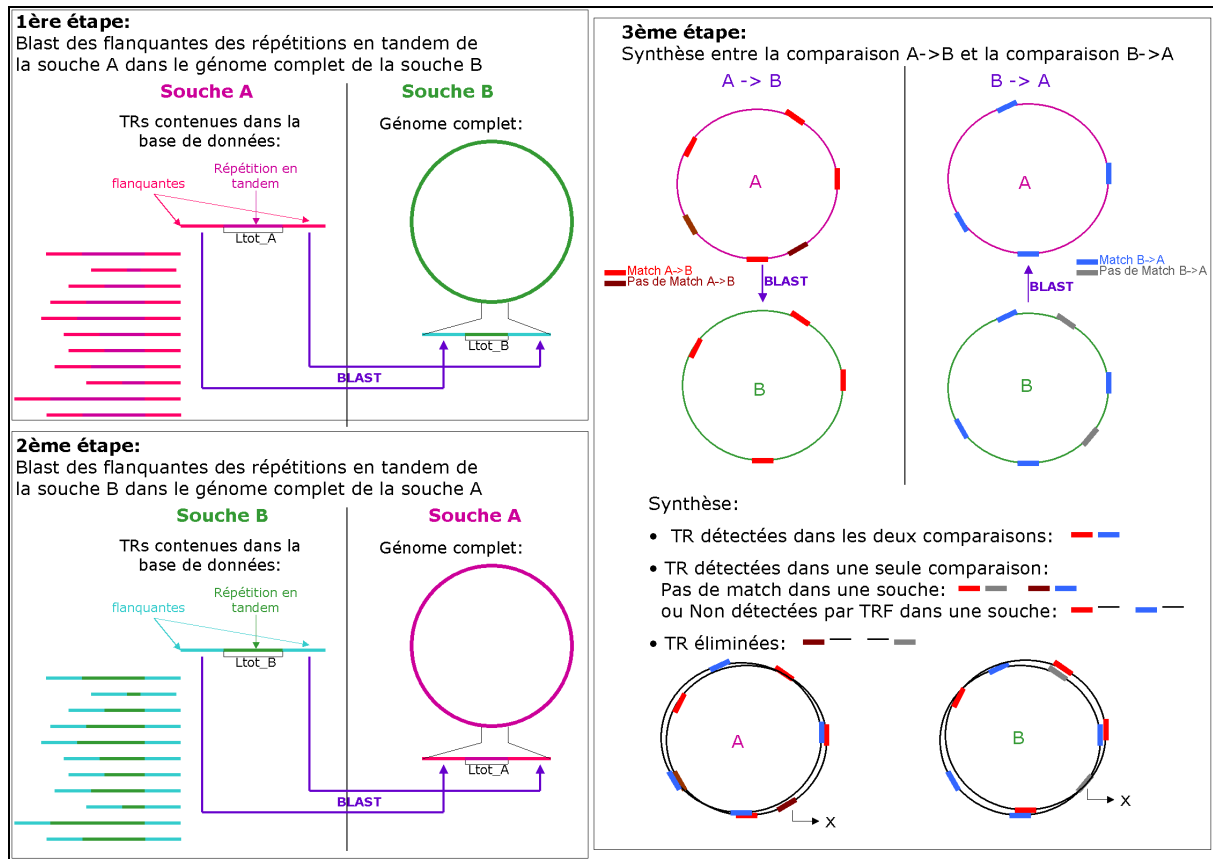 1ère étape:
Blast des flanquantes des répétitions en tandem de
la souche A dans le génome complet de la souche B
Souche A
Souche B
TRs contenues dans la
base de données:
Génome complet:
Répétition en
tandem
flanquantes
Ltot_A
Ltot_B
BLAST
2ème étape:
Blast des flanquantes des répétitions en tandem de
la souche B dans le génome complet de la souche A
Souche B
Souche A
TRs contenues dans la
base de données:
Génome complet:
Répétition en
tandem
flanquantes
Ltot_B
Ltot_A
BLAST
3ème étape:
Synthèse entre la comparaison A->B et la comparaison B->A
A -> B
B -> A
A
A
Match A->B
Pas de Match A->B
BLAST
Match B->A
Pas de Match B->A
BLAST
B
B
Synthèse:
• TR détectées dans les deux comparaisons:
• TR détectées dans une seule comparaison:
Pas de match dans une souche:
ou Non détectées par TRF dans une souche:
• TR éliminées:
A
B
X
X